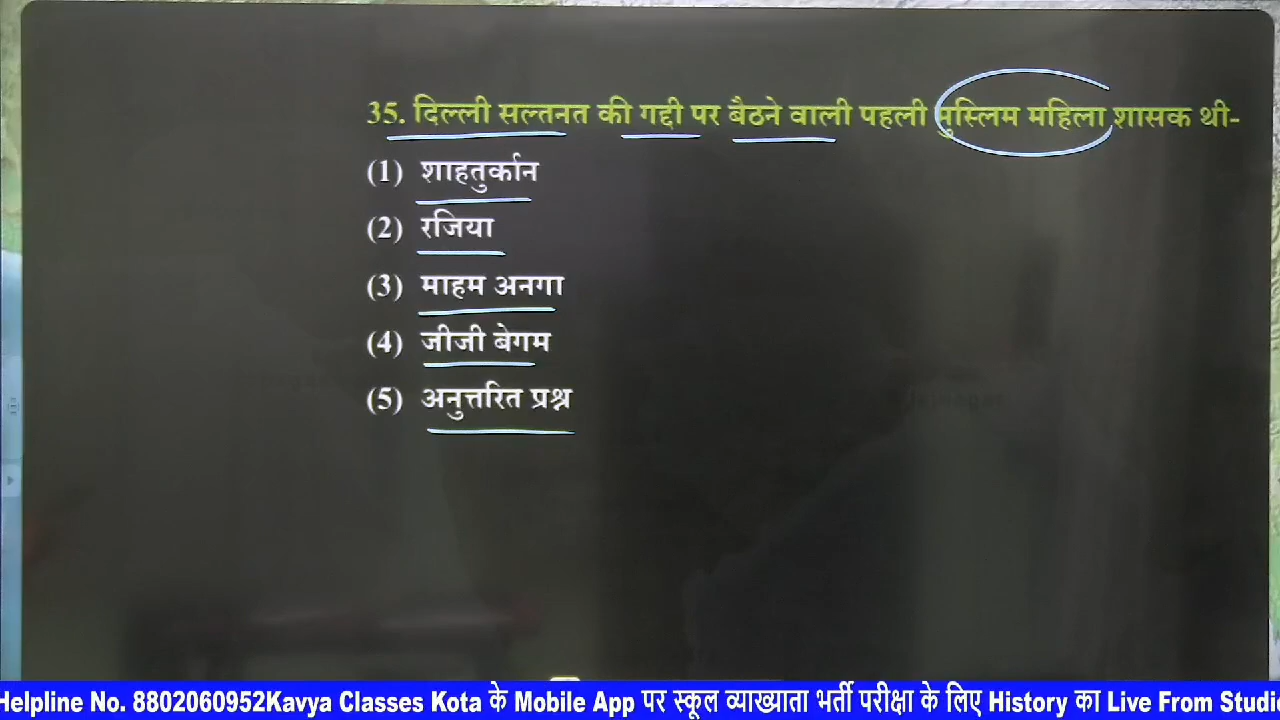 35. दिल्ली सल्तनत की गद्दी पर बैठने वाली पहली मुस्लिम महिला शासक थी-
(1) शाहतुर्कान
(2) रजिया
(3) माहम अनगा
(4) जीजी बेगम
(5) अनुत्तरित प्रश्न
Helpline No. 8802060952Kavya Classes Kota के Mobile App पर स्कूल व्याख्याता भर्ती परीक्षा के लिए History का Live From Studi